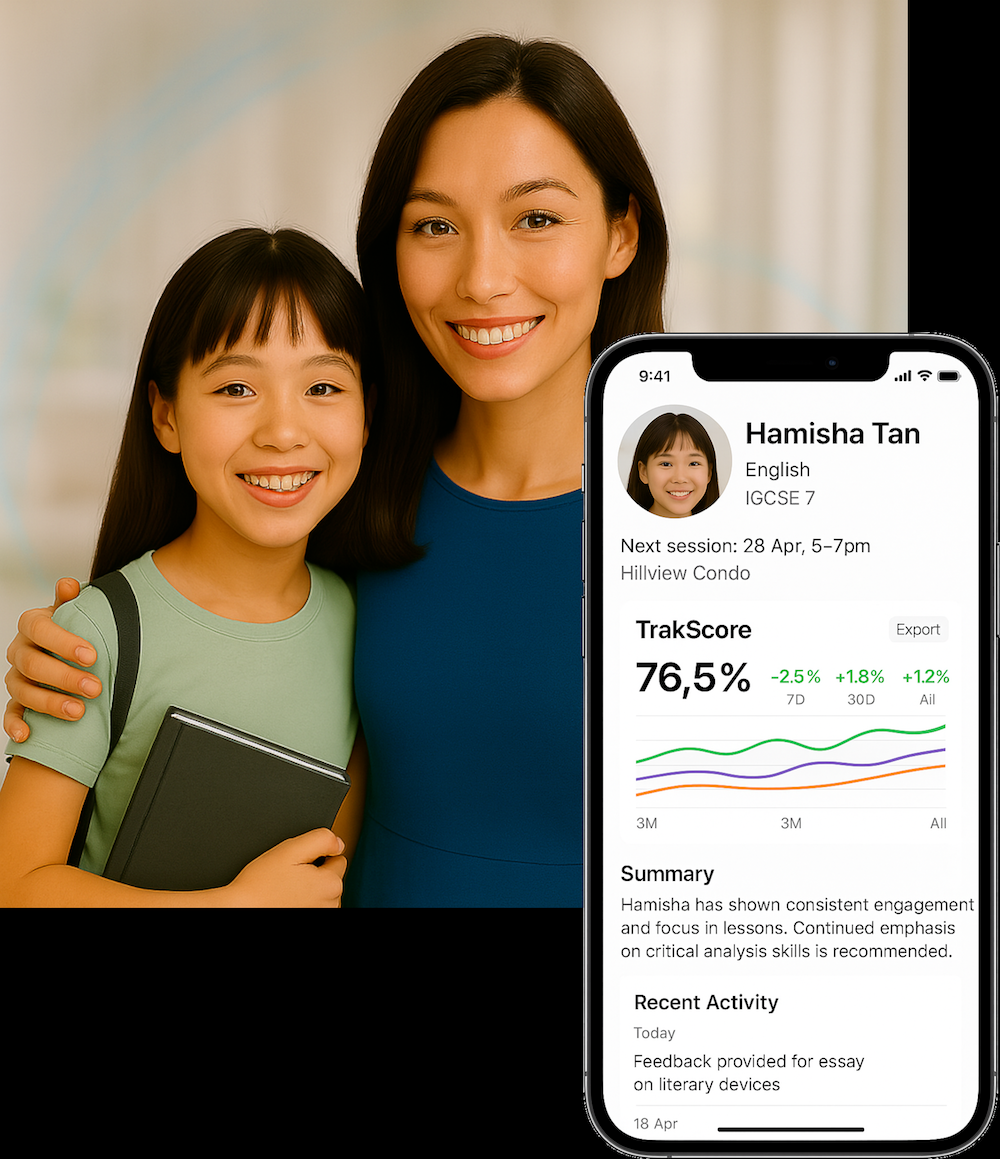 9:41
Hamisha Tan
English
IGCSE 7
Next session: 28 Apr, 5–7pm
Hillview Condo
TrakScore
Export
76,5%
-2.5% +1.8% +1.2%
7D 30D Ail
3M 3M All
Summary
Hamisha has shown consistent engagement
and focus in lessons. Continued emphasis
on critical analysis skills is recommended.
Recent Activity
Today
Feedback provided for essay
on literary devices
18 Apr